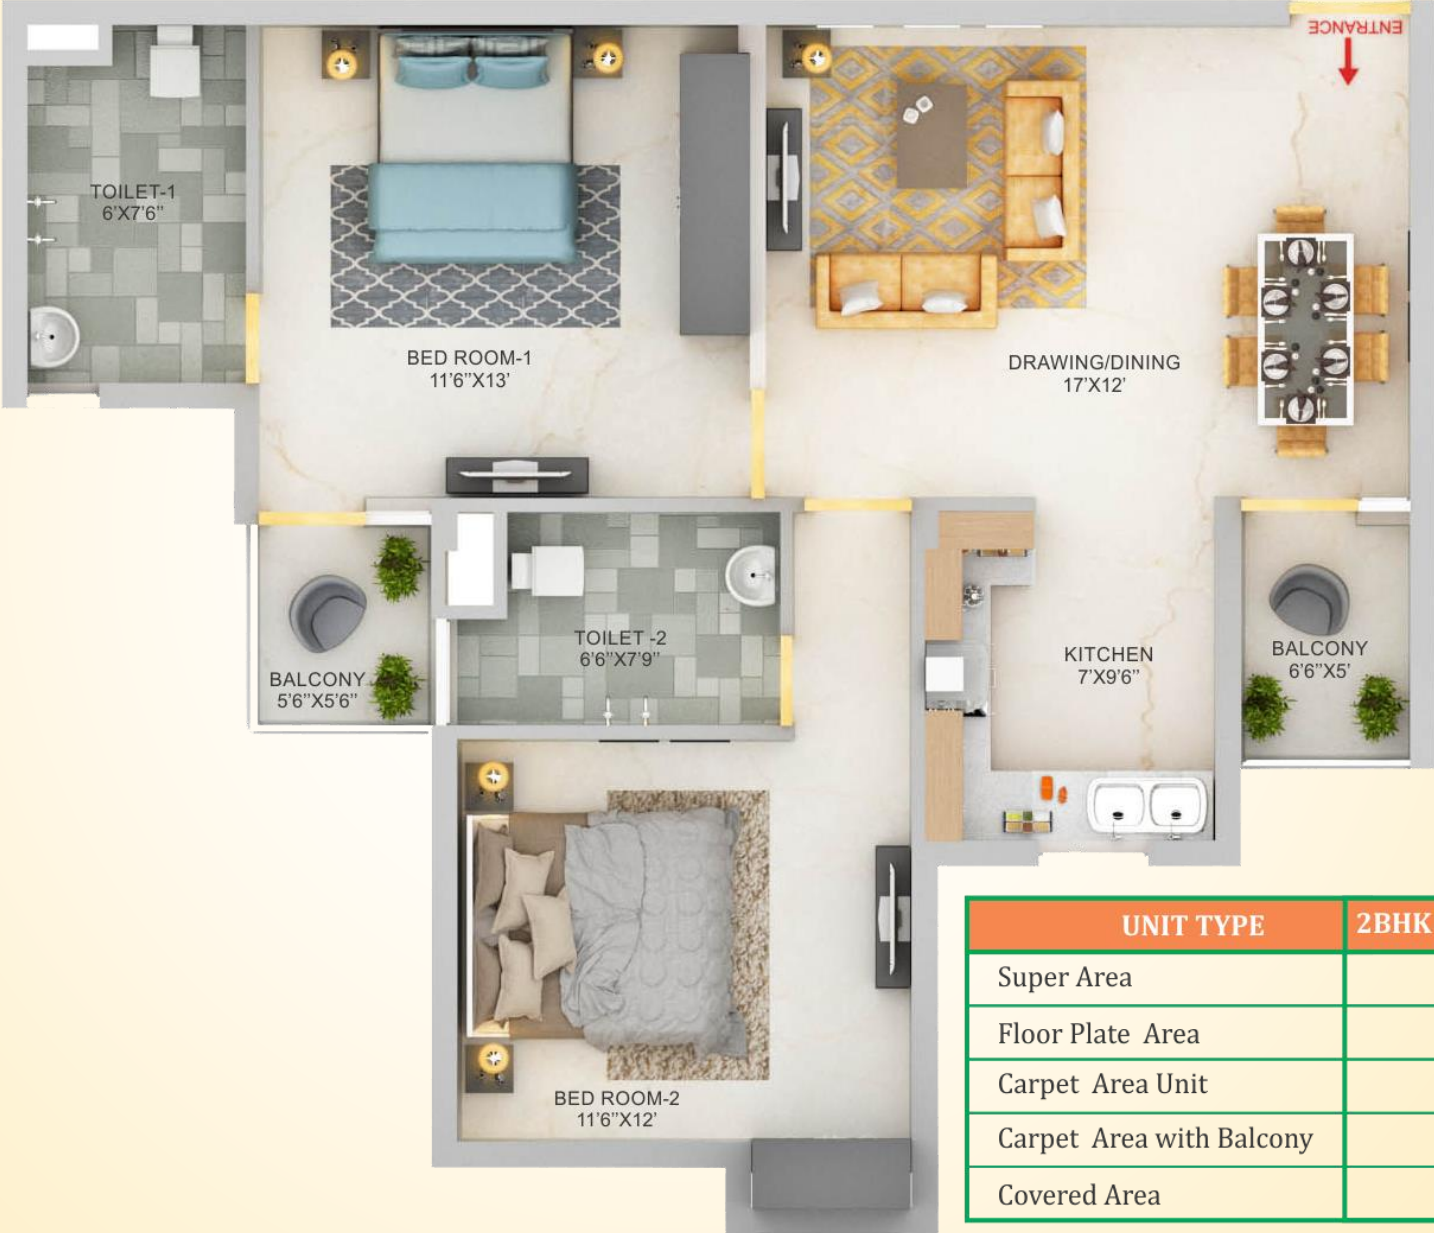 ENTRANCE
TOILET-1
6'X7'6"
BED ROOM-1
11'6"X13'
DRAWING/DINING
17'X12'
TOILET -2
6'6"X7'9"
KITCHEN
7'X9'6"
BALCONY
6'6"X5'
BALCONY
5'6"X5'6"
BED ROOM-2
11'6"X12'
UNIT TYPE 2BHK
Super Area
Floor Plate Area
Carpet Area Unit
Carpet Area with Balcony
Covered Area